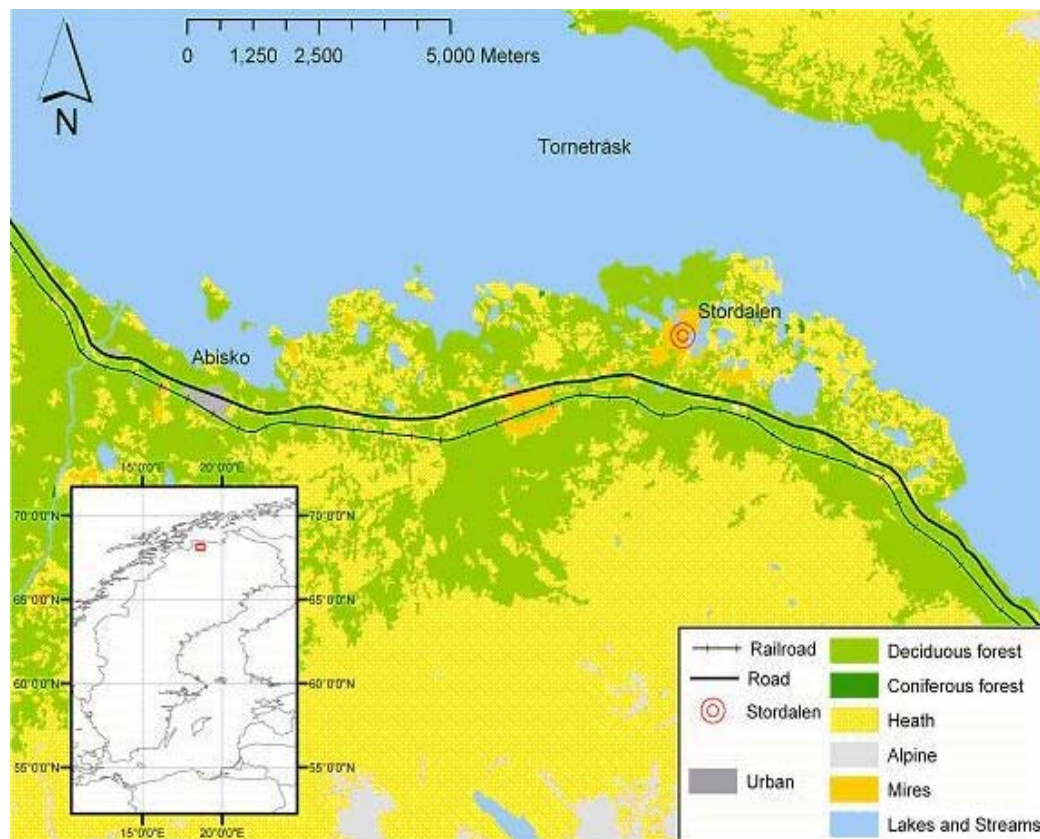 0 1,250 2,500 5,000 Meters
N
Torneträsk
Stordalen
Abisko
15°0'0"E 20°0'0"E
70°0'0"N 70°0'0"N
65°0'0"N 65°0'0"N
60°0'0"N 60°0'0"N
55°0'0"N 55°0'0"N
15°0'0"E 20°0'0"E
Railroad
Road
Stordalen
Urban
Deciduous forest
Coniferous forest
Heath
Alpine
Mires
Lakes and Streams